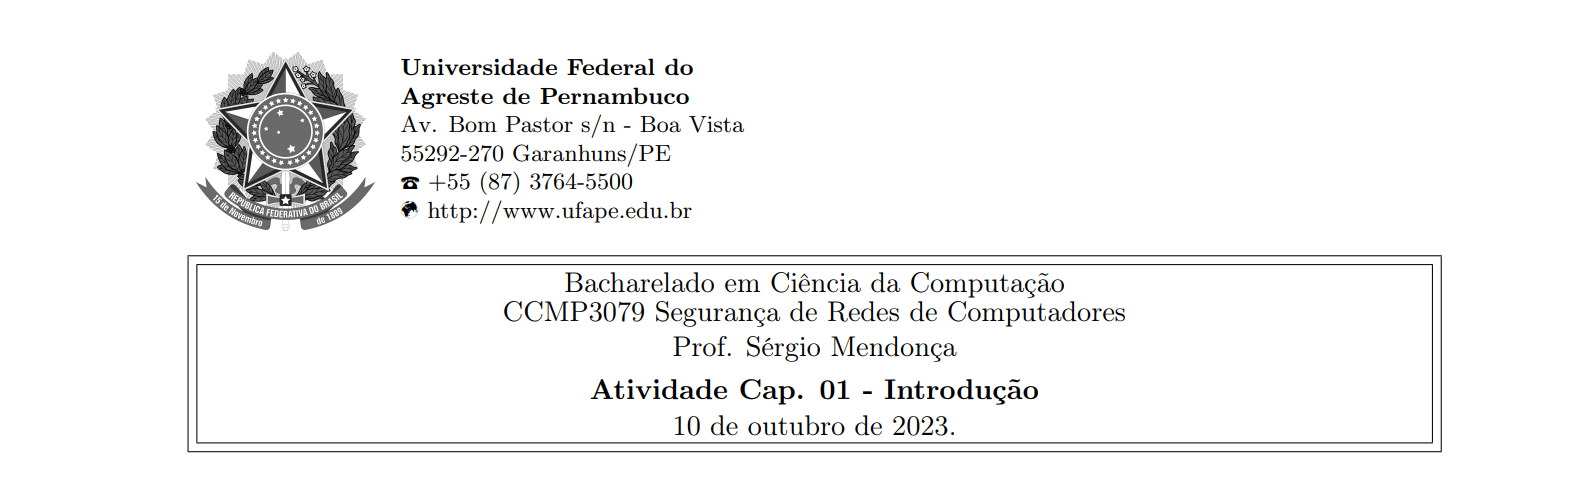 Universidade Federal do
Agreste de Pernambuco
Av. Bom Pastor s/n - Boa Vista
55292-270 Garanhuns/PE
☎ +55 (87) 3764-5500
http://www.ufape.edu.br
REPÚBLICA FEDERATIVA DO BRASIL
15 de Novembro
de 1889
Bacharelado em Ciência da Computação
CCMP3079 Segurança de Redes de Computadores
Prof. Sérgio Mendonça
Atividade Cap. 01 - Introdução
10 de outubro de 2023.